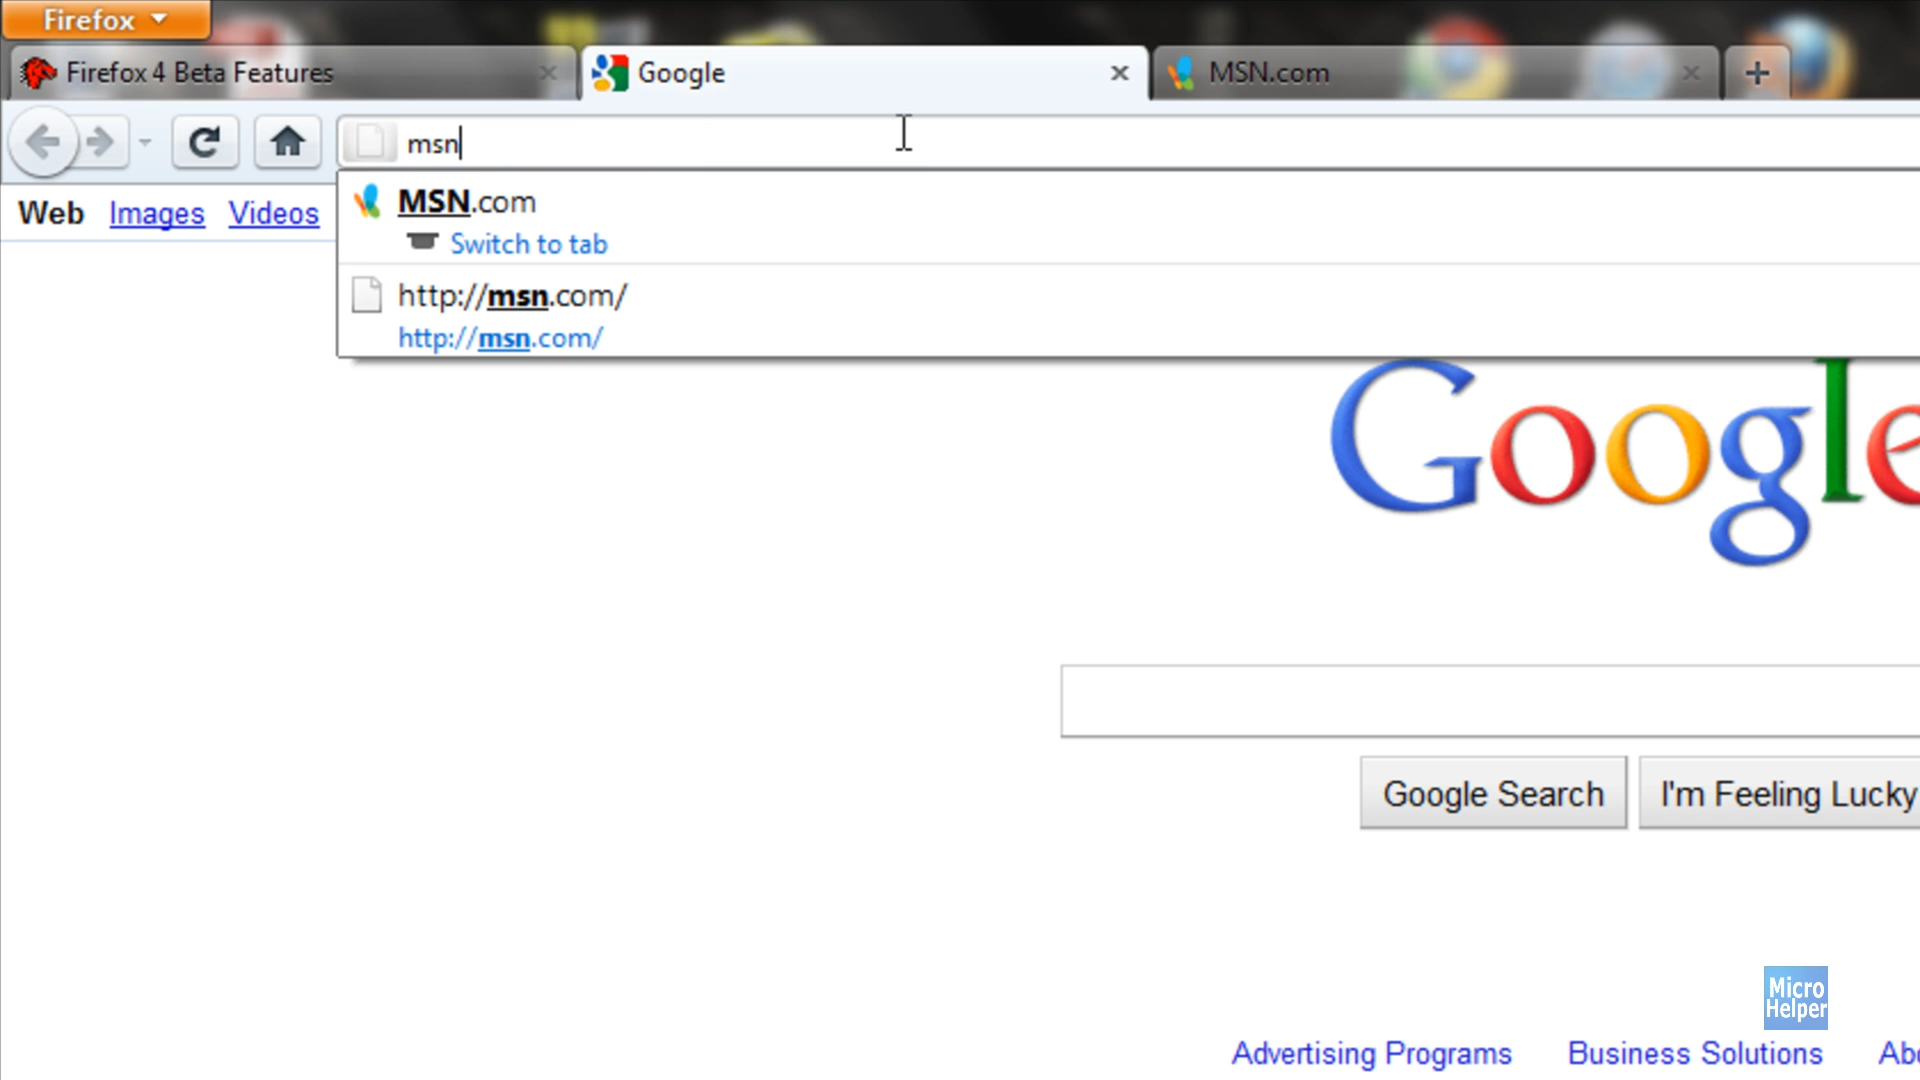 Firefox
Firefox 4 Beta Features
Google
MSN.com
msn
MSN.com
Switch to tab
http://msn.com/
http://msn.com/
Web Images Videos
Google
Google Search
I'm Feeling Lucky
Micro
Helper
Advertising Programs
Business Solutions